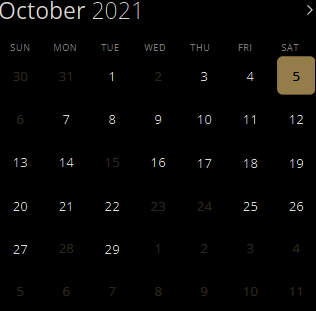 October 2021 >
SUN MON TUE WED THU FRI SAT
30 31 1 2 3 4 5
6 7 8 9 10 11 12
13 14 15 16 17 18 19
20 21 22 23 24 25 26
27 28 29 1 2 3 4
5 6 7 8 9 10 11